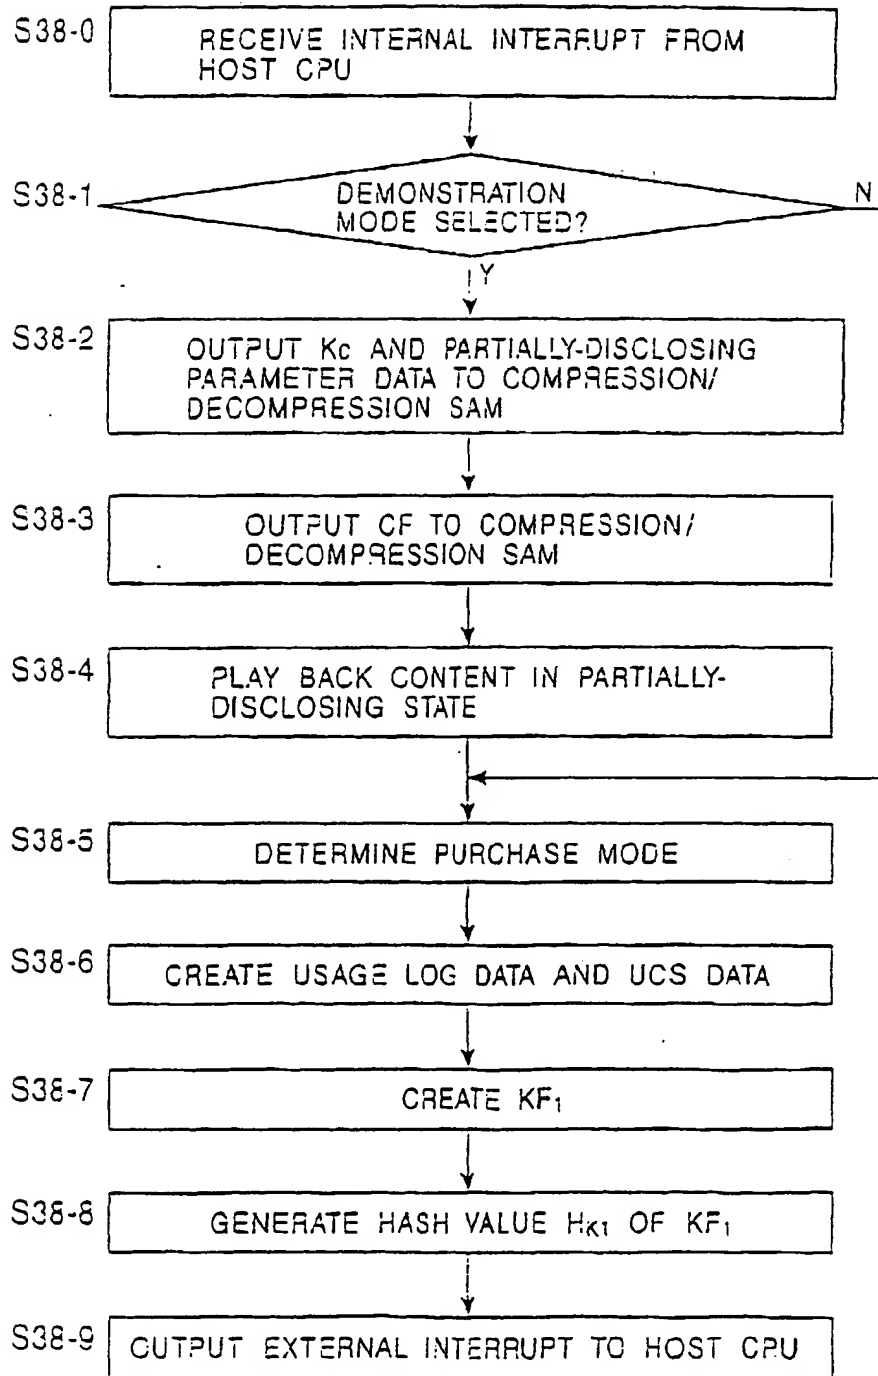 S38-0
RECEIVE INTERNAL INTERRUPT FROM
HOST CPU
S38-1
DEMONSTRATION
MODE SELECTED?
N
Y
S38-2
OUTPUT Kc AND PARTIALLY-DISCLOSING
PARAMETER DATA TO COMPRESSION/
DECOMPRESSION SAM
S38-3
OUTPUT CF TO COMPRESSION/
DECOMPRESSION SAM
S38-4
PLAY BACK CONTENT IN PARTIALLY-
DISCLOSING STATE
S38-5
DETERMINE PURCHASE MODE
S38-6
CREATE USAGE LOG DATA AND UCS DATA
S38-7
CREATE KF₁
S38-8
GENERATE HASH VALUE H_K1 OF KF₁
S38-9
OUTPUT EXTERNAL INTERRUPT TO HOST CPU